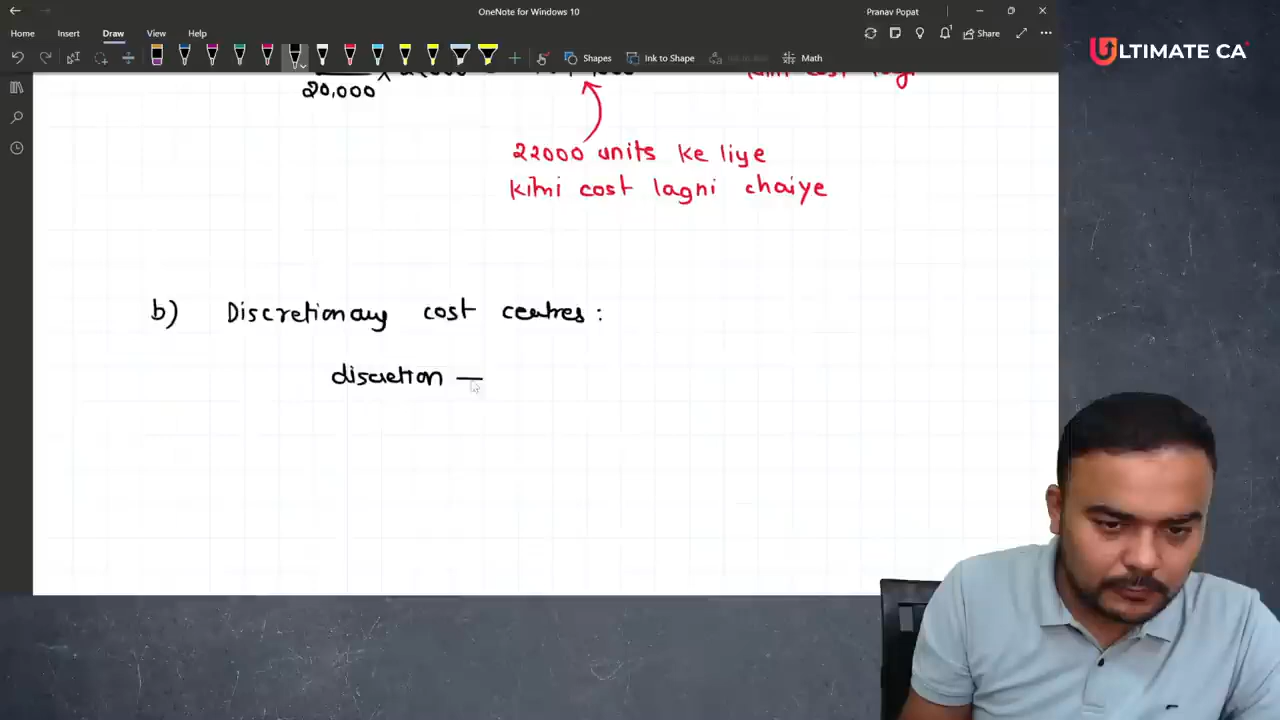 OneNote for Windows 10
Pranav Popat
Home Insert Draw View Help
Share
Shapes Ink to Shape Math
ULTIMATE CA
20,000
22000 units ke liye
kitni cost lagni chaiye
b) Discretionary cost centres:
discretion —